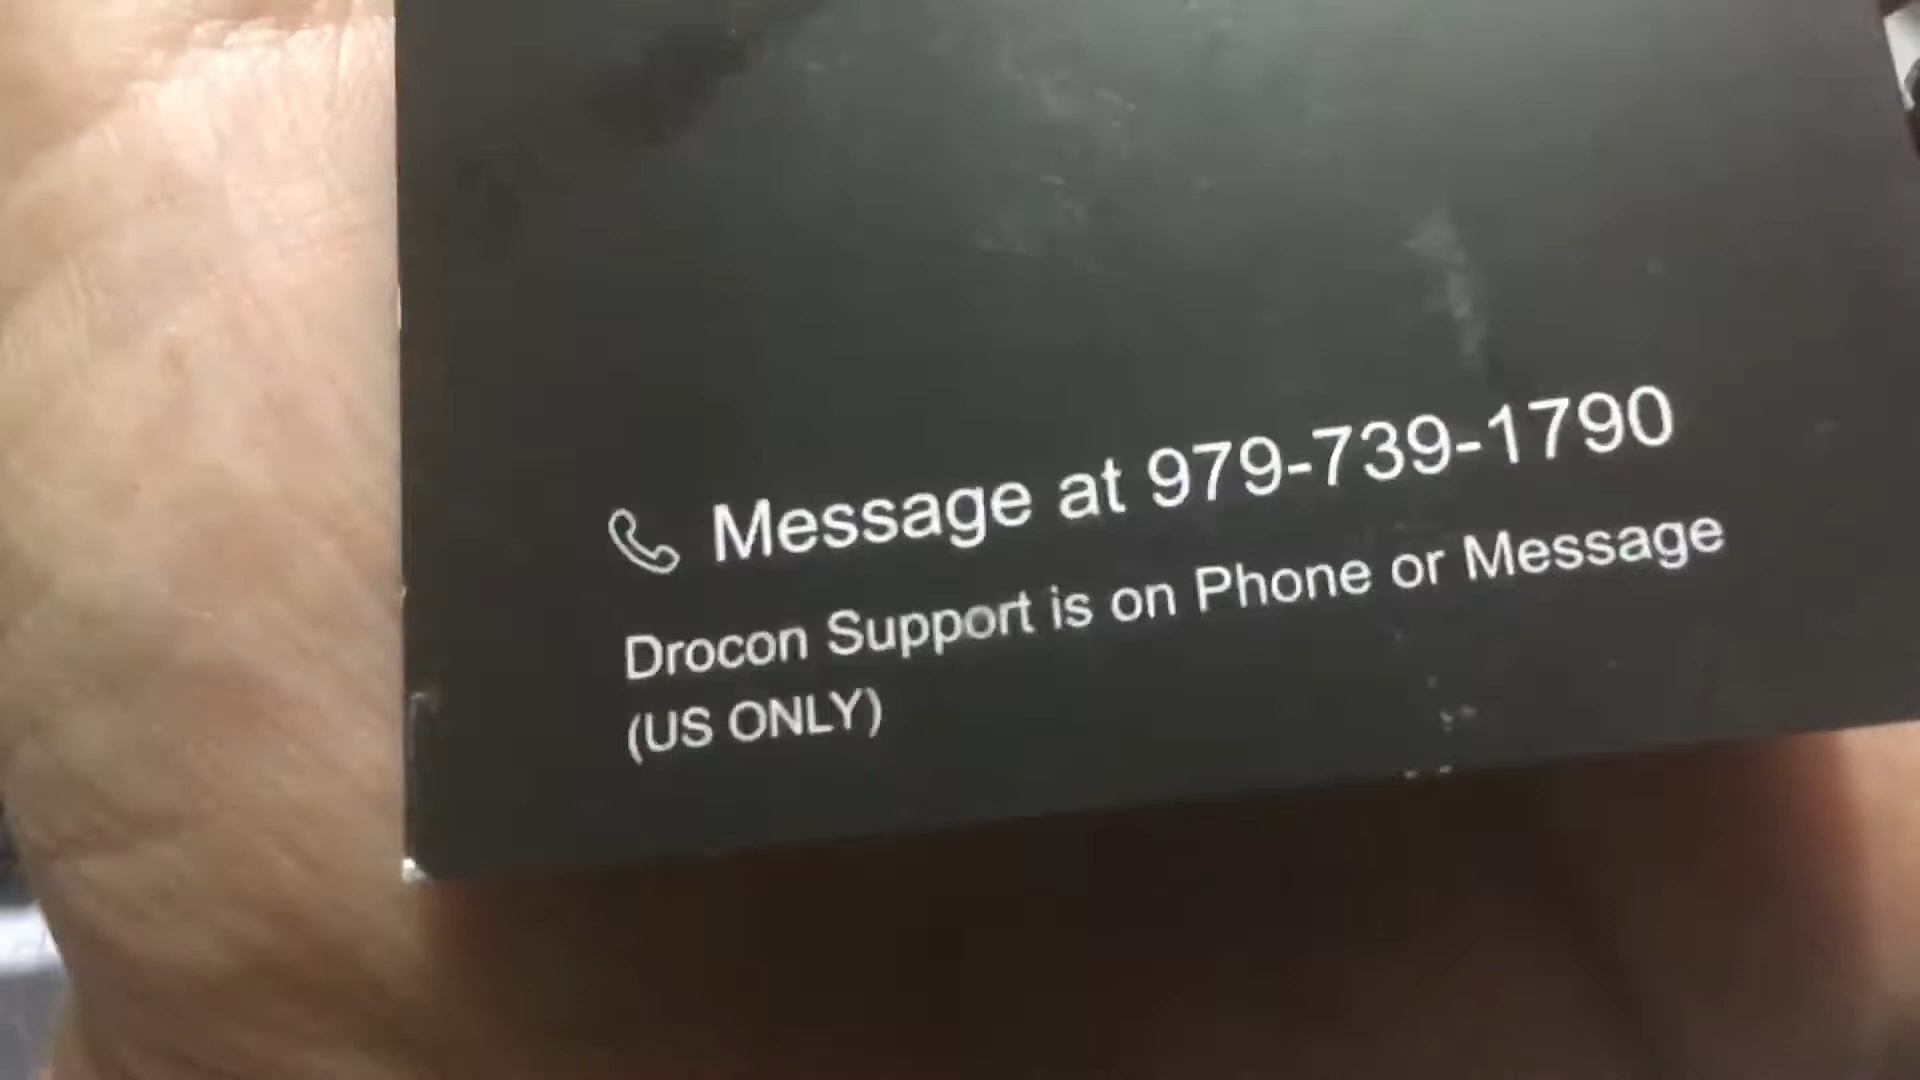 Message at 979-739-1790
Drocon Support is on Phone or Message
(US ONLY)